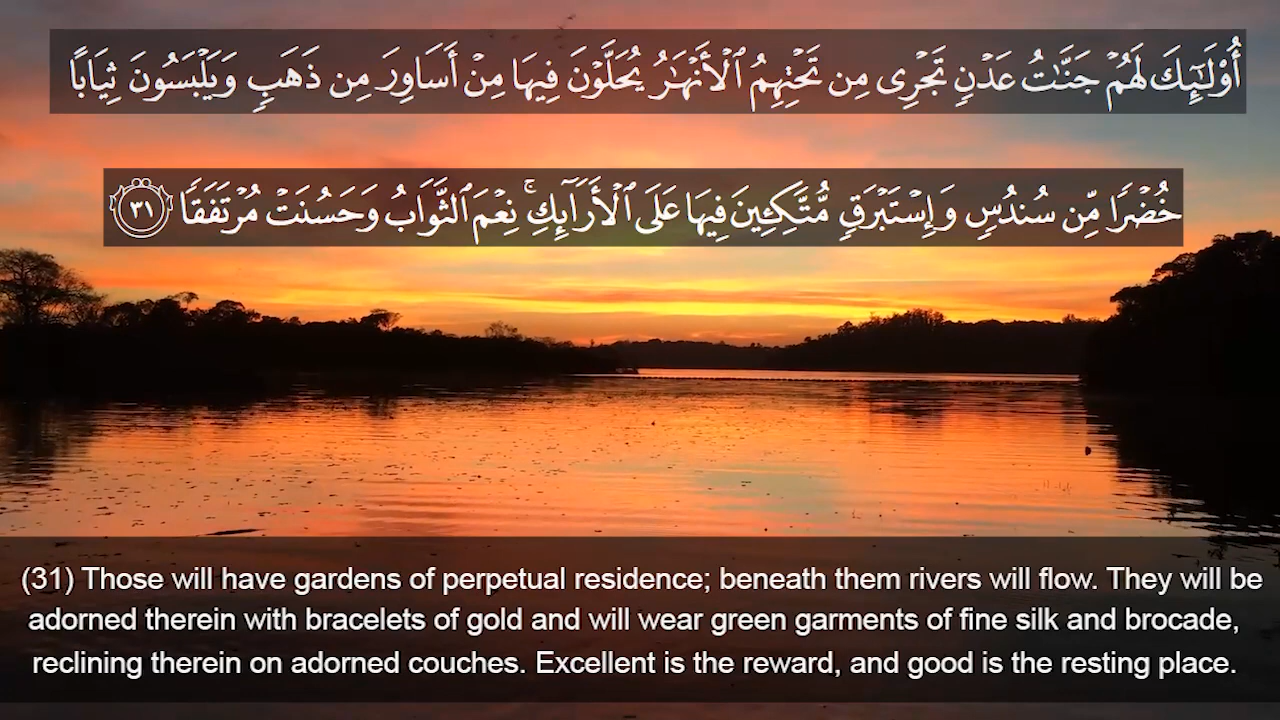 أُو۟لَـٰٓئِكَ لَهُمْ جَنَّـٰتُ عَدْنٍ تَجْرِى مِن تَحْتِهِمُ ٱلْأَنْهَـٰرُ يُحَلَّوْنَ فِيهَا مِنْ أَسَاوِرَ مِن ذَهَبٍ وَيَلْبَسُونَ ثِيَابًا
خُضْرًا مِّن سُندُسٍ وَإِسْتَبْرَقٍ مُّتَّكِـِٔينَ فِيهَا عَلَى ٱلْأَرَآئِكِ ۚ نِعْمَ ٱلثَّوَابُ وَحَسُنَتْ مُرْتَفَقًا ٣١
(31) Those will have gardens of perpetual residence; beneath them rivers will flow. They will be
adorned therein with bracelets of gold and will wear green garments of fine silk and brocade,
reclining therein on adorned couches. Excellent is the reward, and good is the resting place.